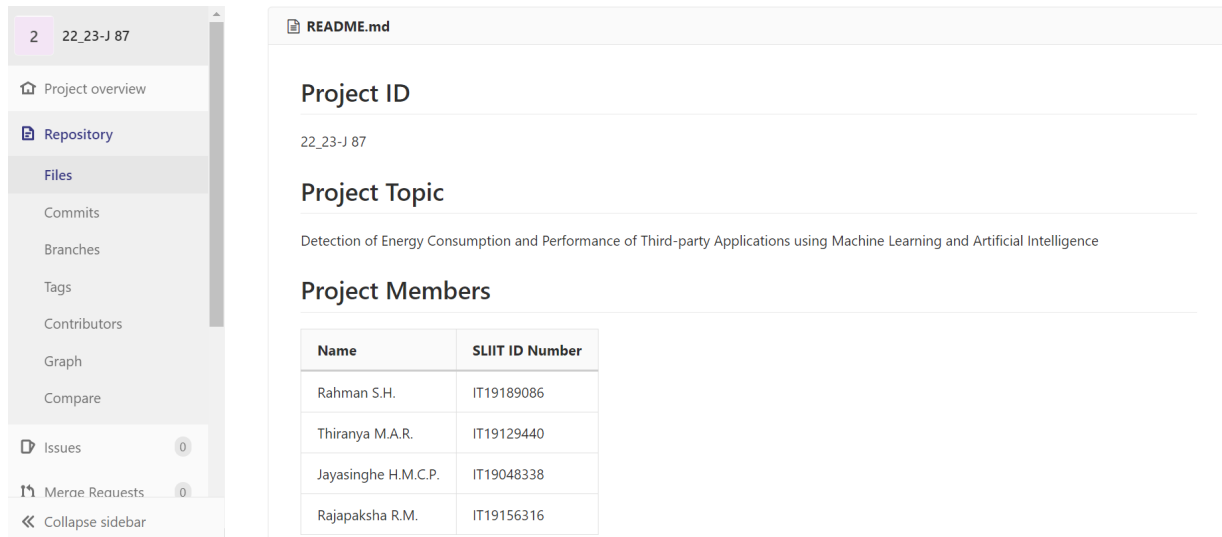 2 22_23-J 87
Project overview
Repository
Files
Commits
Branches
Tags
Contributors
Graph
Compare
Issues 0
Merge Requests 0
Collapse sidebar
README.md
Project ID
22_23-J 87
Project Topic
Detection of Energy Consumption and Performance of Third-party Applications using Machine Learning and Artificial Intelligence
Project Members
Name SLIIT ID Number
Rahman S.H. IT19189086
Thiranya M.A.R. IT19129440
Jayasinghe H.M.C.P. IT19048338
Rajapaksha R.M. IT19156316